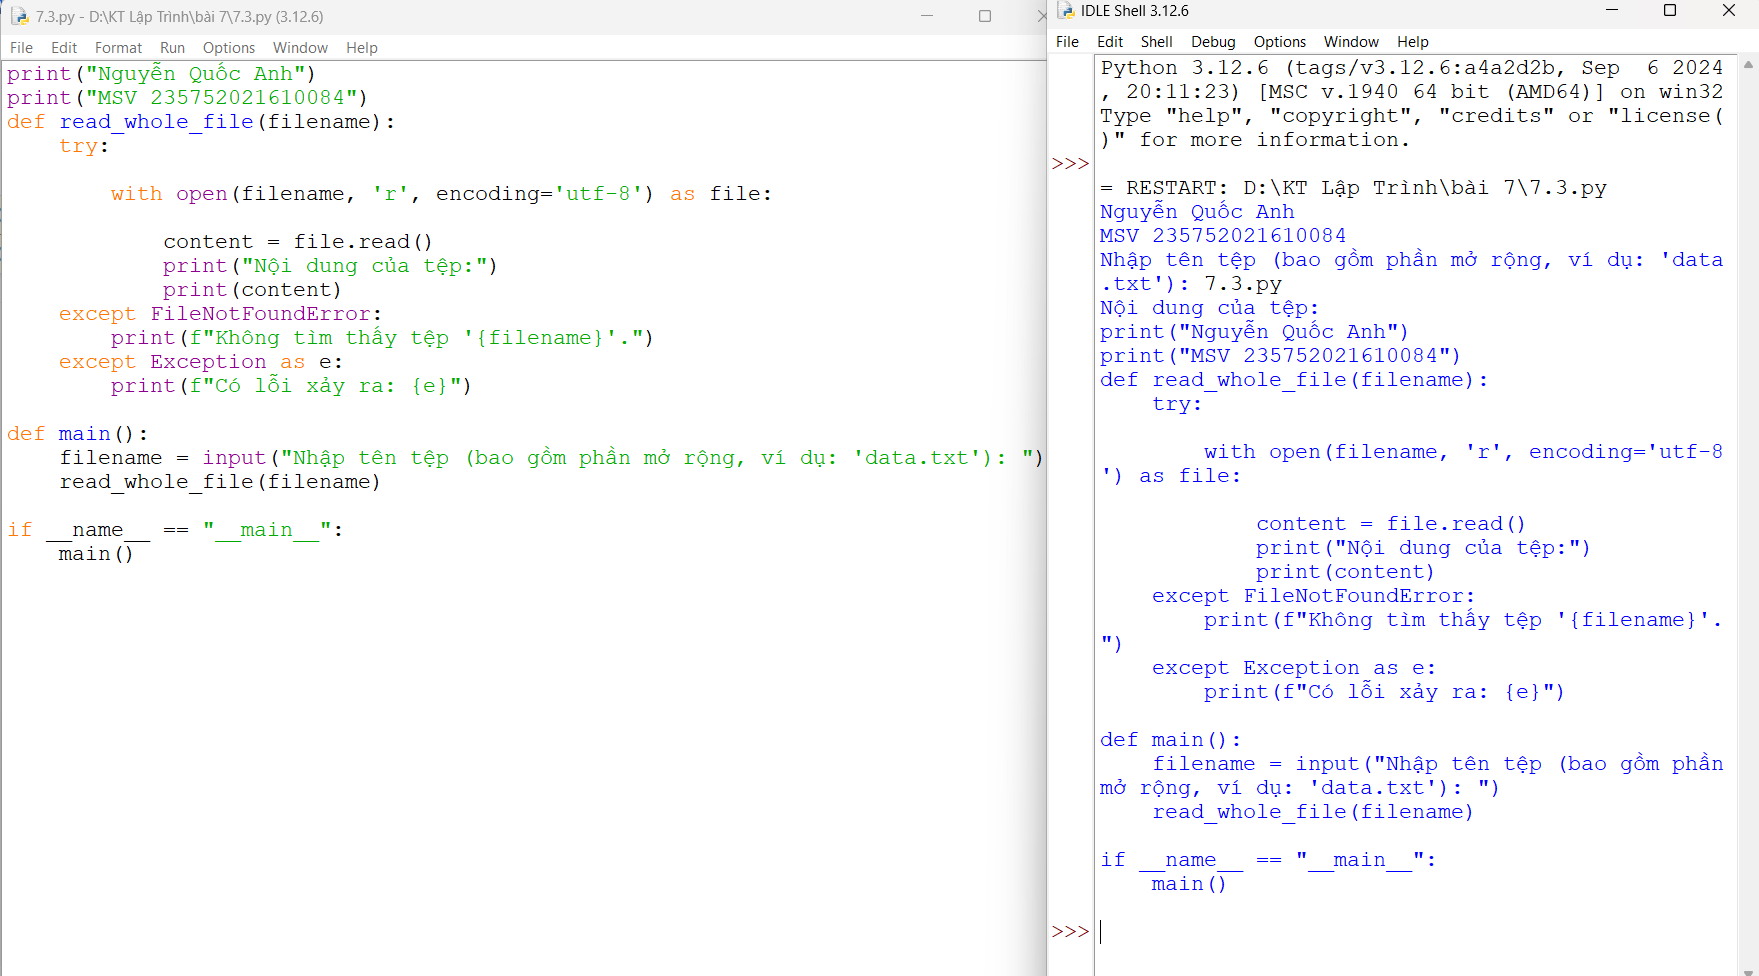 7.3.py - D:\KT Lập Trình\bài 7\7.3.py (3.12.6)
File Edit Format Run Options Window Help
print("Nguyễn Quốc Anh")
print("MSV 235752021610084")
def read_whole_file(filename):
    try:

        with open(filename, 'r', encoding='utf-8') as file:

            content = file.read()
            print("Nội dung của tệp:")
            print(content)
    except FileNotFoundError:
        print(f"Không tìm thấy tệp '{filename}'.")
    except Exception as e:
        print(f"Có lỗi xảy ra: {e}")

def main():
    filename = input("Nhập tên tệp (bao gồm phần mở rộng, ví dụ: 'data.txt'): ")
    read_whole_file(filename)

if __name__ == "__main__":
    main()
IDLE Shell 3.12.6
File Edit Shell Debug Options Window Help
Python 3.12.6 (tags/v3.12.6:a4a2d2b, Sep  6 2024
, 20:11:23) [MSC v.1940 64 bit (AMD64)] on win32
Type "help", "copyright", "credits" or "license(
)" for more information.
>>>
= RESTART: D:\KT Lập Trình\bài 7\7.3.py
Nguyễn Quốc Anh
MSV 235752021610084
Nhập tên tệp (bao gồm phần mở rộng, ví dụ: 'data
.txt'): 7.3.py
Nội dung của tệp:
print("Nguyễn Quốc Anh")
print("MSV 235752021610084")
def read_whole_file(filename):
    try:

        with open(filename, 'r', encoding='utf-8
') as file:

            content = file.read()
            print("Nội dung của tệp:")
            print(content)
    except FileNotFoundError:
        print(f"Không tìm thấy tệp '{filename}'.
")
    except Exception as e:
        print(f"Có lỗi xảy ra: {e}")

def main():
    filename = input("Nhập tên tệp (bao gồm phần
mở rộng, ví dụ: 'data.txt'): ")
    read_whole_file(filename)

if __name__ == "__main__":
    main()

>>>